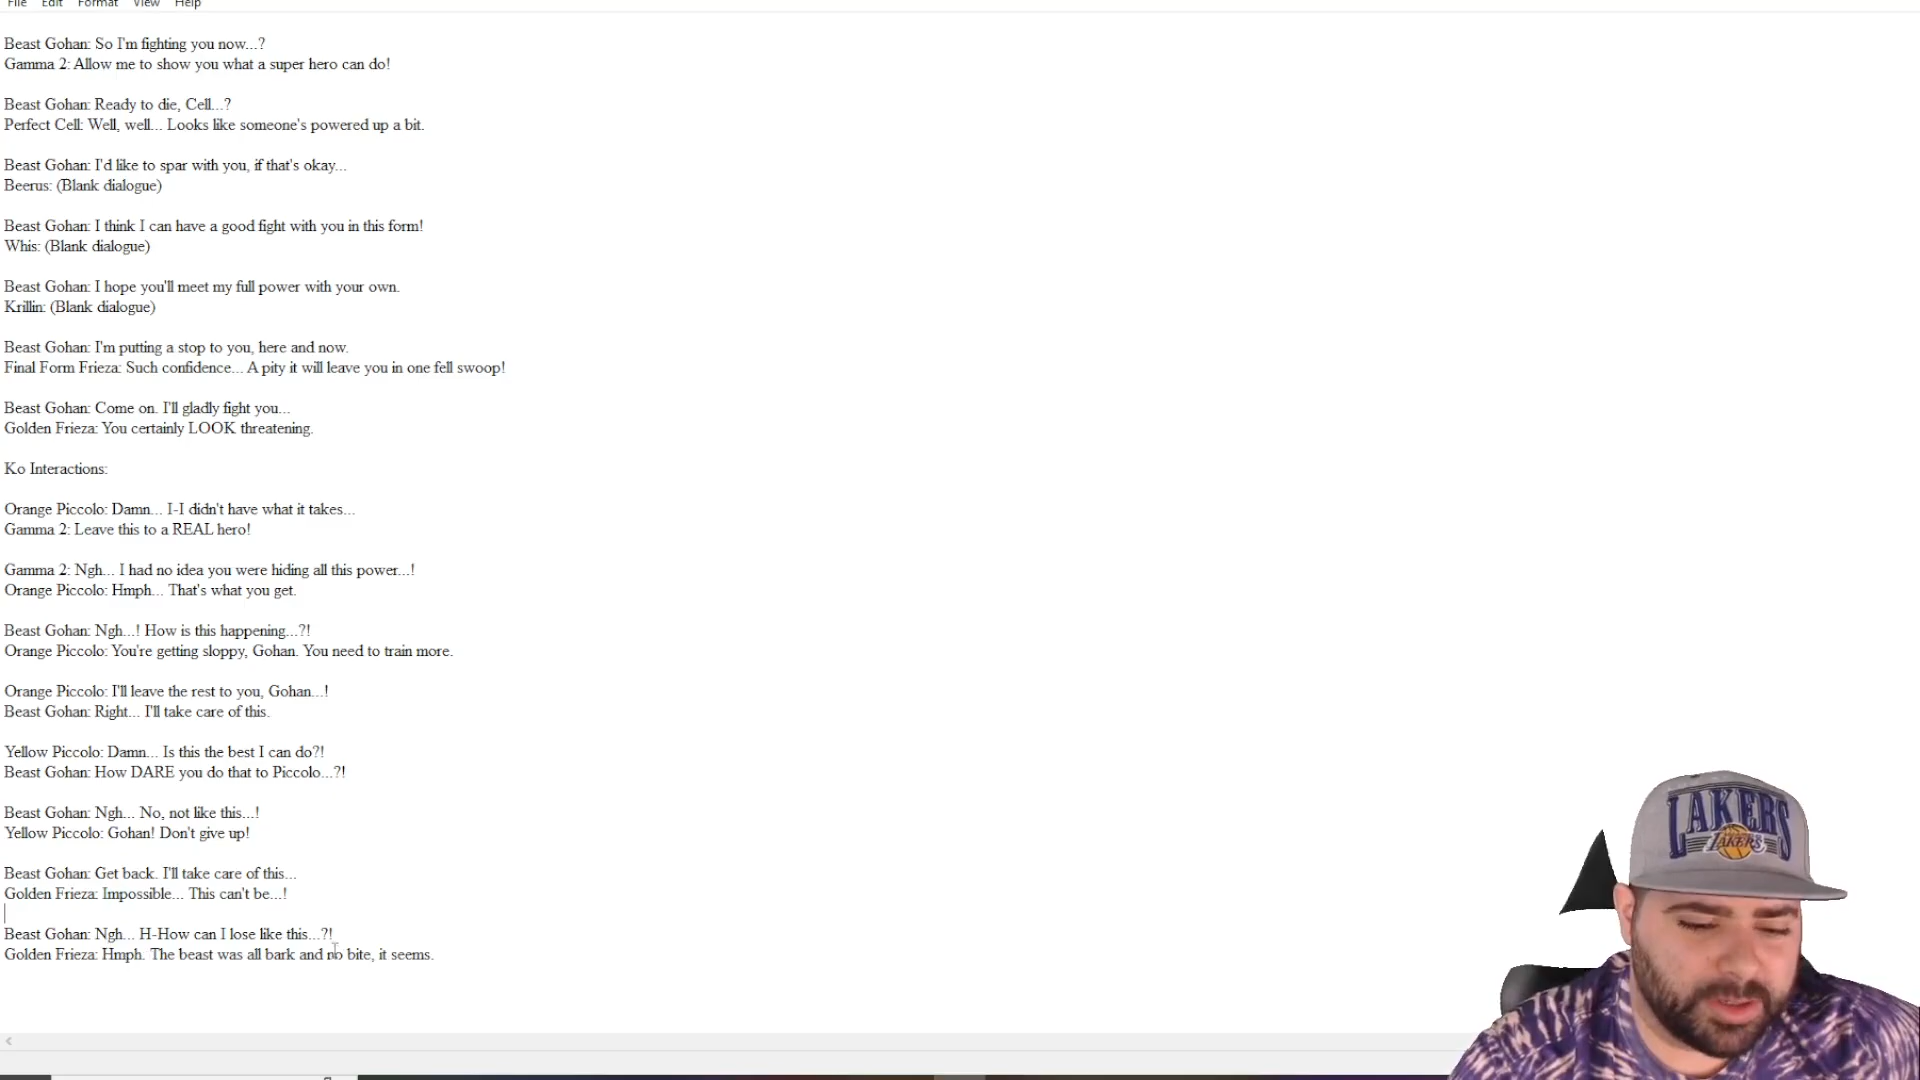 File Edit Format View Help
Beast Gohan: So I'm fighting you now...?
Gamma 2: Allow me to show you what a super hero can do!
Beast Gohan: Ready to die, Cell...?
Perfect Cell: Well, well... Looks like someone's powered up a bit.
Beast Gohan: I'd like to spar with you, if that's okay...
Beerus: (Blank dialogue)
Beast Gohan: I think I can have a good fight with you in this form!
Whis: (Blank dialogue)
Beast Gohan: I hope you'll meet my full power with your own.
Krillin: (Blank dialogue)
Beast Gohan: I'm putting a stop to you, here and now.
Final Form Frieza: Such confidence... A pity it will leave you in one fell swoop!
Beast Gohan: Come on. I'll gladly fight you...
Golden Frieza: You certainly LOOK threatening.
Ko Interactions:
Orange Piccolo: Damn... I-I didn't have what it takes...
Gamma 2: Leave this to a REAL hero!
Gamma 2: Ngh... I had no idea you were hiding all this power...!
Orange Piccolo: Hmph... That's what you get.
Beast Gohan: Ngh...! How is this happening...?!
Orange Piccolo: You're getting sloppy, Gohan. You need to train more.
Orange Piccolo: I'll leave the rest to you, Gohan...!
Beast Gohan: Right... I'll take care of this.
Yellow Piccolo: Damn... Is this the best I can do?!
Beast Gohan: How DARE you do that to Piccolo...?!
Beast Gohan: Ngh... No, not like this...!
Yellow Piccolo: Gohan! Don't give up!
Beast Gohan: Get back. I'll take care of this...
Golden Frieza: Impossible... This can't be...!
Beast Gohan: Ngh... H-How can I lose like this...?!
Golden Frieza: Hmph. The beast was all bark and no bite, it seems.
LAKERS
LAKERS